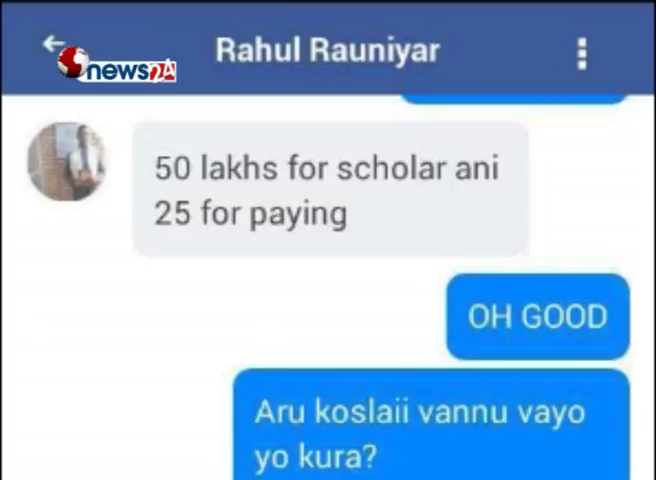 Rahul Rauniyar
news24
50 lakhs for scholar ani
25 for paying
OH GOOD
Aru koslaii vannu vayo
yo kura?